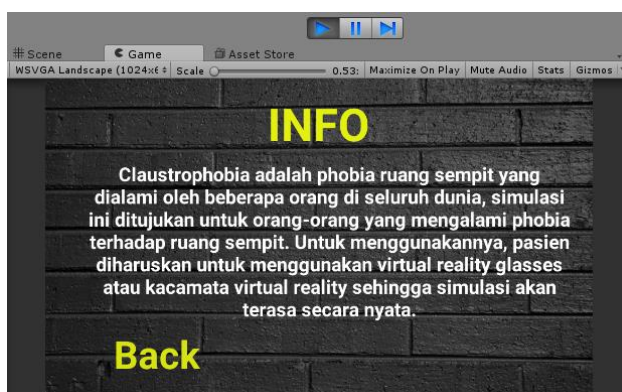 Scene
Game
Asset Store
WSVGA Landscape (1024x6
Scale
0.53:
Maximize On Play
Mute Audio
Stats
Gizmos
INFO
Claustrophobia adalah phobia ruang sempit yang
dialami oleh beberapa orang di seluruh dunia, simulasi
ini ditujukan untuk orang-orang yang mengalami phobia
terhadap ruang sempit. Untuk menggunakannya, pasien
diharuskan untuk menggunakan virtual reality glasses
atau kacamata virtual reality sehingga simulasi akan
terasa secara nyata.
Back